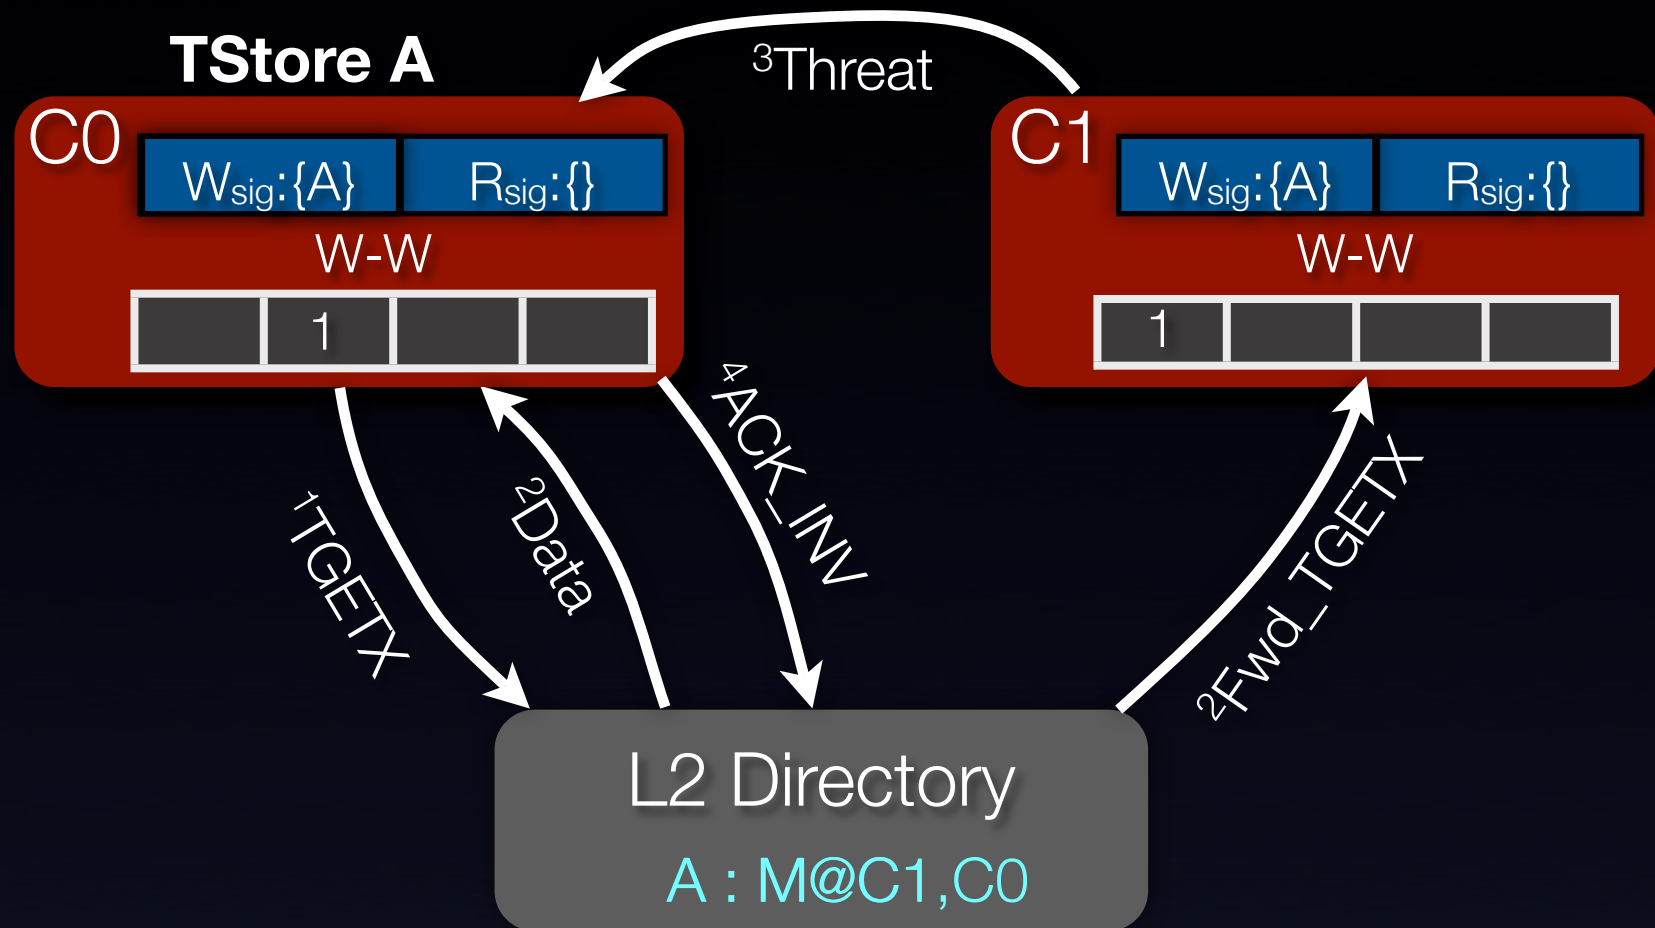 TStore A
3Threat
C0
Wsig:{A}
Rsig:{}
W-W
1
C1
Wsig:{A}
Rsig:{}
W-W
1
1TGETX
2Data
4ACK_INV
2Fwd_TGETX
L2 Directory
A : M@C1,C0